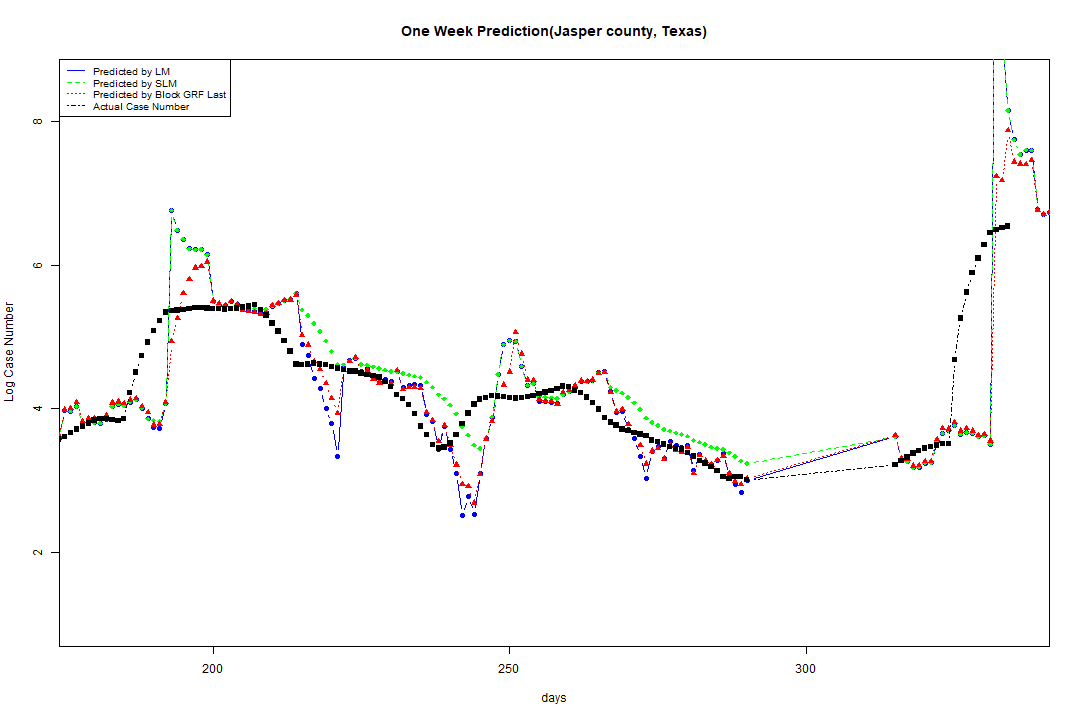 One Week Prediction(Jasper county, Texas)
Predicted by LM
Predicted by SLM
Predicted by Block GRF Last
Actual Case Number
Log Case Number
8
6
4
2
200
250
300
days